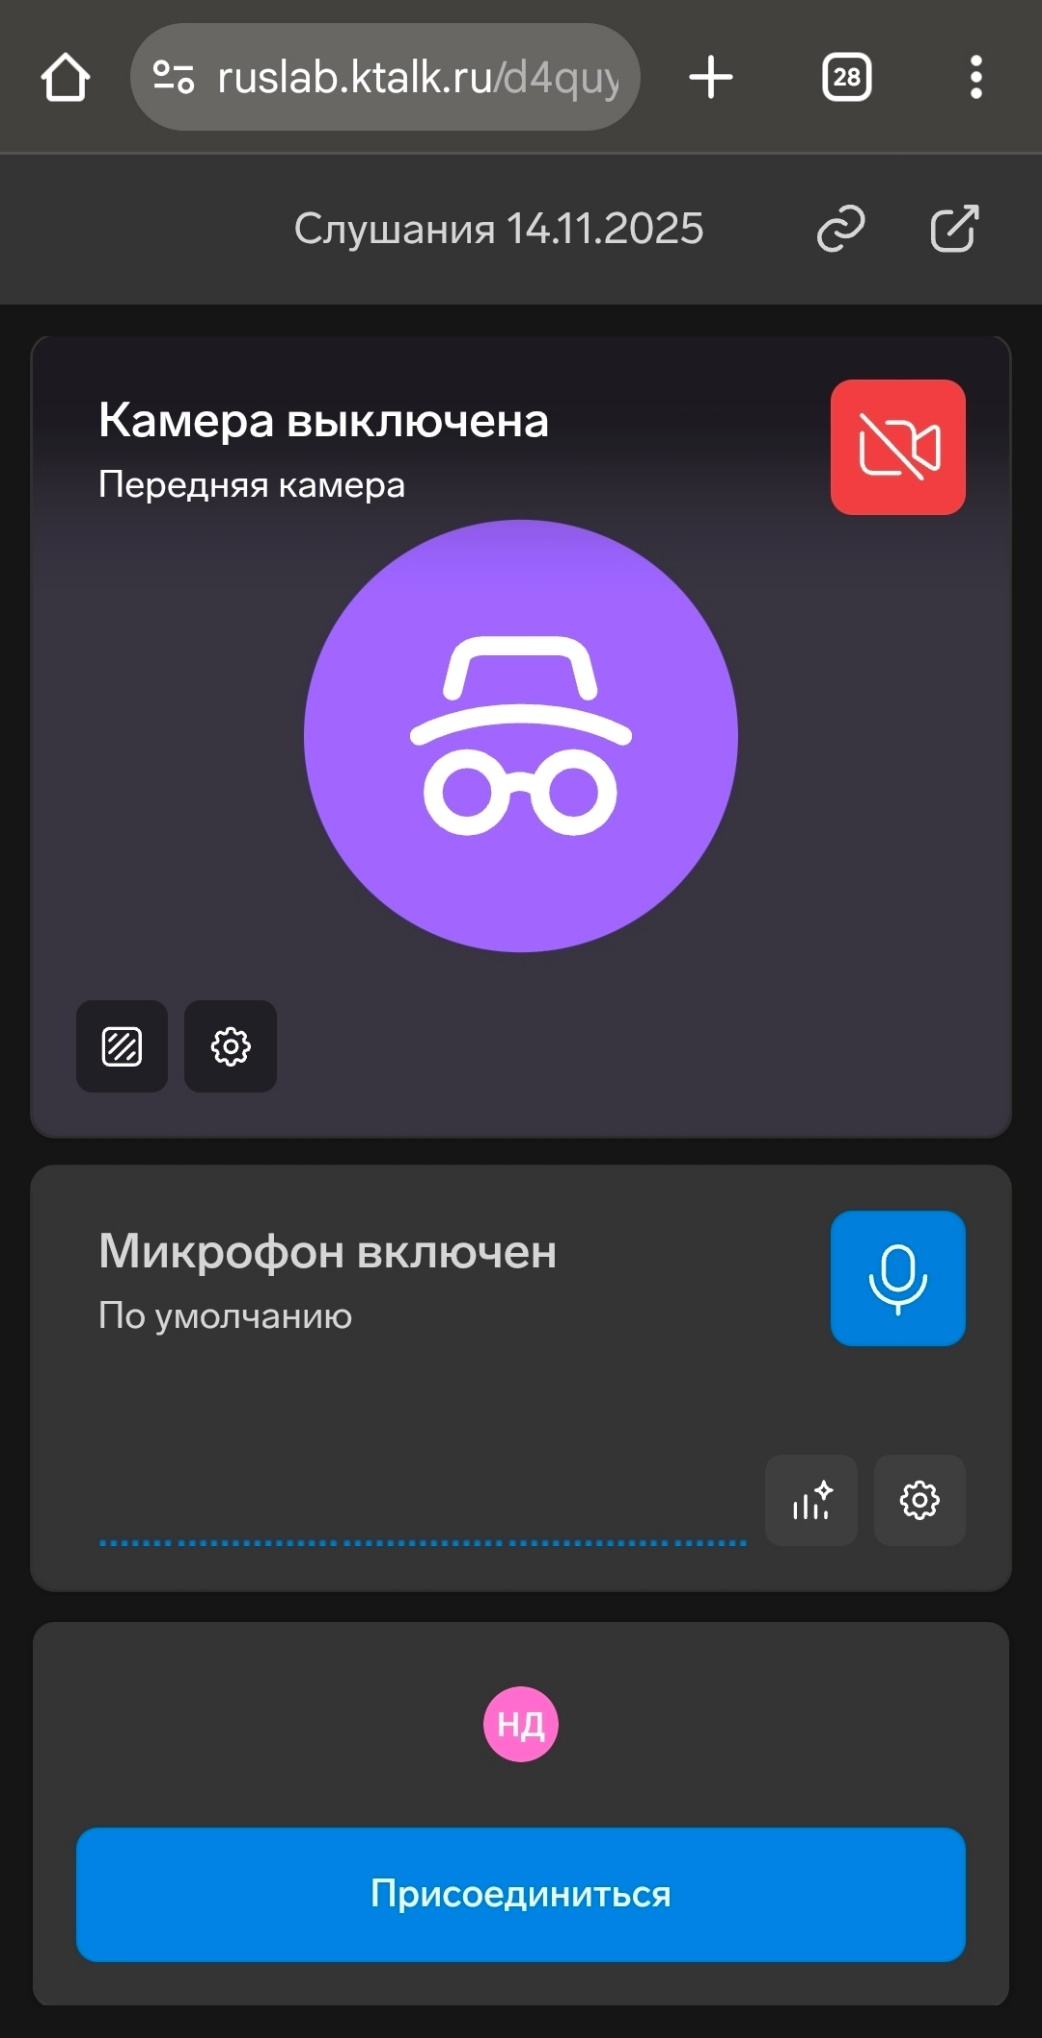 ruslab.ktalk.ru/d4quy
28
Слушания 14.11.2025
Камера выключена
Передняя камера
Микрофон включен
По умолчанию
НД
Присоединиться